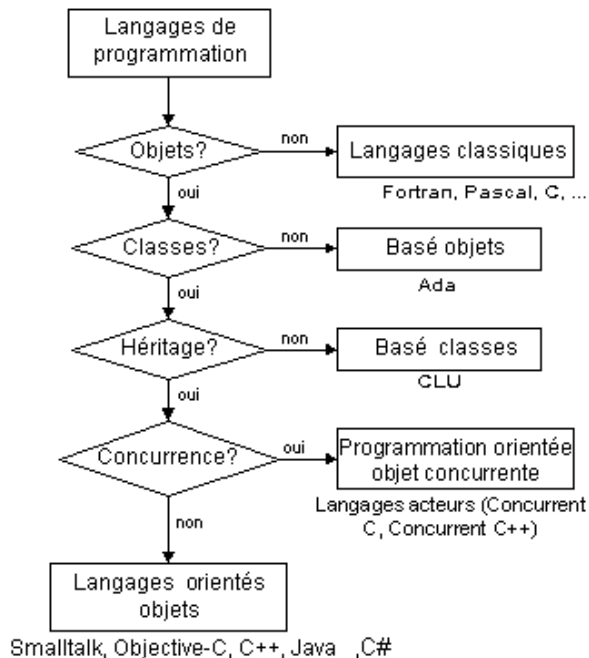 Langages de
programmation
Objets?
non
Langages classiques
Fortran, Pascal, C, ...
oui
Classes?
non
Basé objets
Ada
oui
Héritage?
non
Basé classes
CLU
oui
Concurrence?
oui
Programmation orientée
objet concurrente
Langages acteurs (Concurrent
C, Concurrent C++)
non
Langages orientés
objets
Smalltalk, Objective-C, C++, Java ,C#